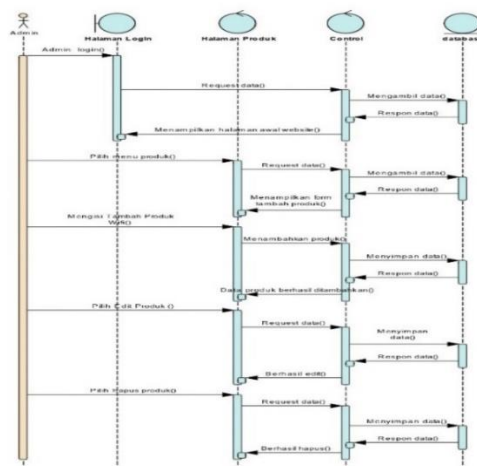 Admin
Halaman Login
Halaman Produk
Control
databas
Admin login()
Request data()
Mengambil data()
Respon data()
Menampilkan halaman awal website()
Pilih menu produk()
Request data()
Mengambil data()
Respon data()
Menampilkan form
tambah produk()
Mengisi Tambah Produk
Wifi()
Menambahkan produk()
Menyimpan data()
Respon data()
Data produk berhasil ditambahkan()
Pilih Edit Produk ()
Request data()
Menyimpan
data()
Respon data()
Berhasil edit()
Pilih Hapus produk()
Request data()
Menyimpan data()
Respon data()
Berhasil hapus()